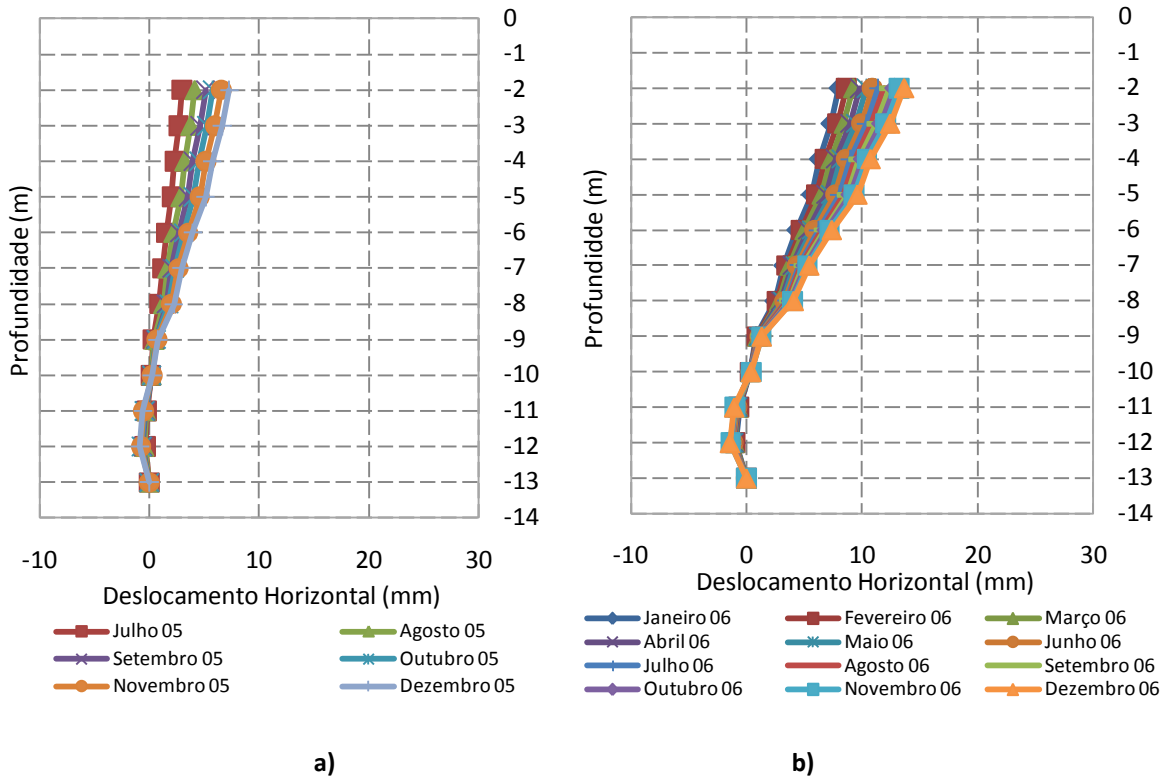 0
-1
-2
-3
-4
-5
-6
-7
-8
-9
-10
-11
-12
-13
-14
Profundidade (m)
-10 0 10 20 30
Deslocamento Horizontal (mm)
Julho 05 Agosto 05
Setembro 05 Outubro 05
Novembro 05 Dezembro 05
a)
0
-1
-2
-3
-4
-5
-6
-7
-8
-9
-10
-11
-12
-13
-14
Profundidde (m)
-10 0 10 20 30
Deslocamento Horizontal (mm)
Janeiro 06 Fevereiro 06 Março 06
Abril 06 Maio 06 Junho 06
Julho 06 Agosto 06 Setembro 06
Outubro 06 Novembro 06 Dezembro 06
b)